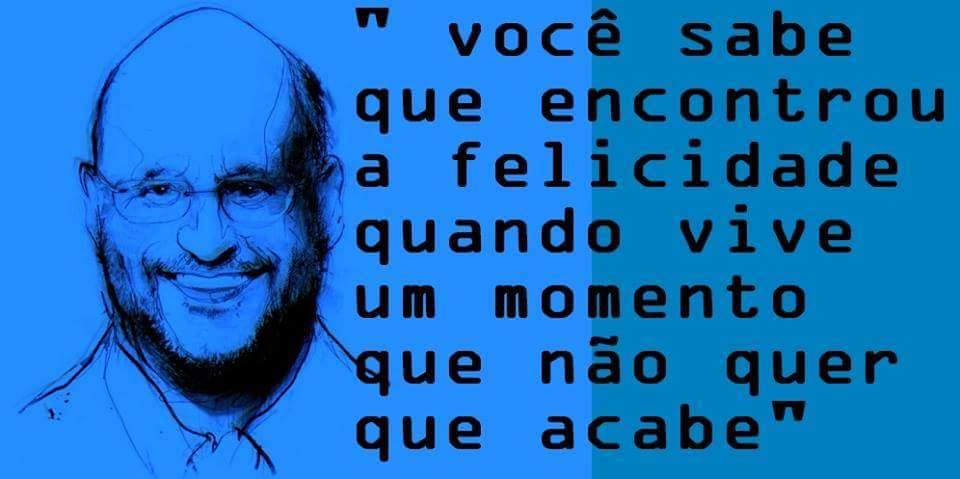 " você sabe
que encontrou
a felicidade
quando vive
um momento
que não quer
que acabe"